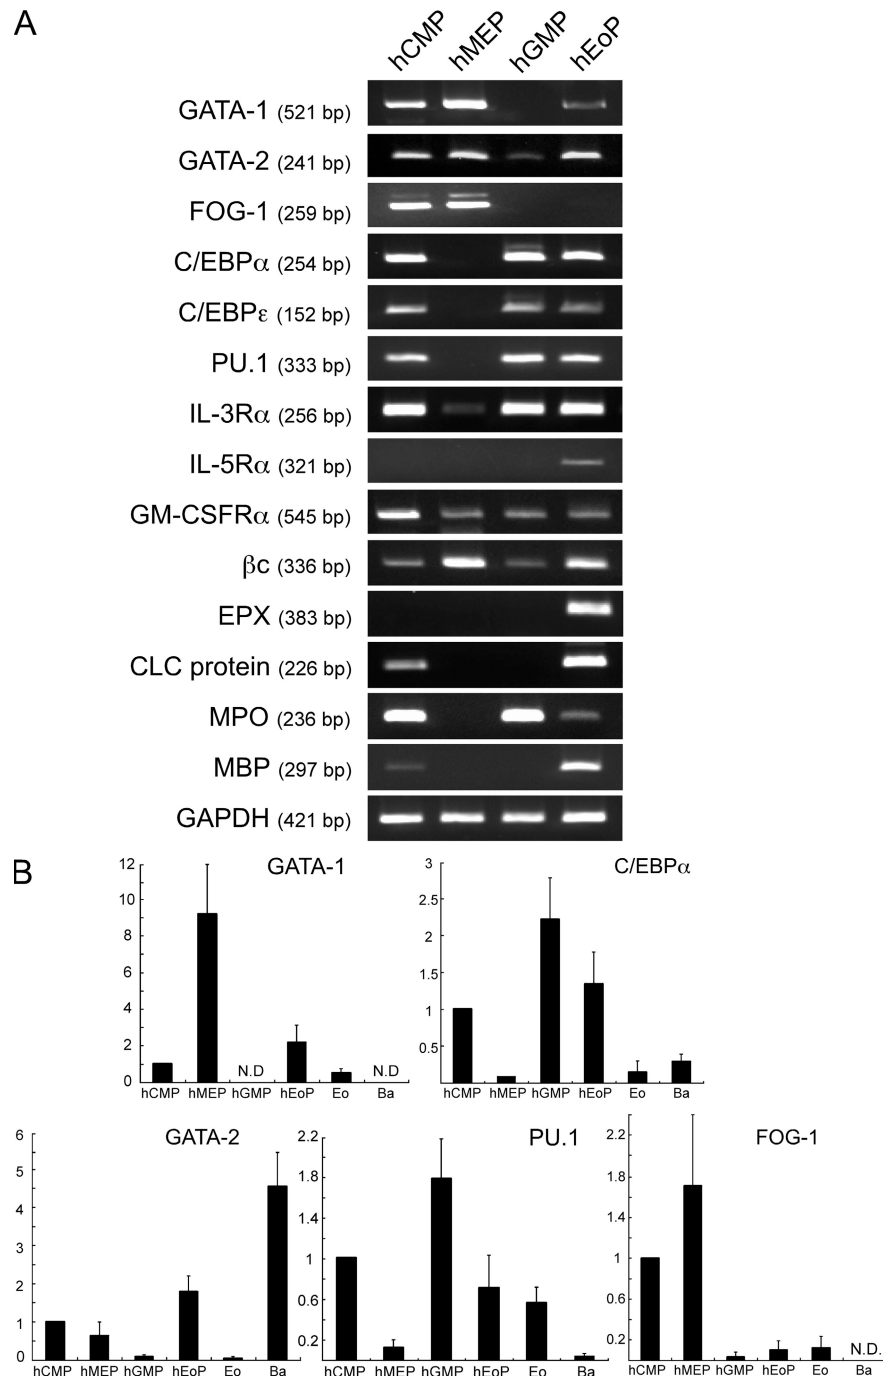 A
hCMP hMEP hGMP hEoP
GATA-1 (521 bp)
GATA-2 (241 bp)
FOG-1 (259 bp)
C/EBPα (254 bp)
C/EBPε (152 bp)
PU.1 (333 bp)
IL-3Rα (256 bp)
IL-5Rα (321 bp)
GM-CSFRα (545 bp)
βc (336 bp)
EPX (383 bp)
CLC protein (226 bp)
MPO (236 bp)
MBP (297 bp)
GAPDH (421 bp)
B
GATA-1
12
10
8
6
4
2
0
N.D
N.D
hCMP hMEP hGMP hEoP Eo Ba
C/EBPα
3
2.5
2
1.5
1
0.5
hCMP hMEP hGMP hEoP Eo Ba
GATA-2
6
5
4
3
2
1
0
hCMP hMEP hGMP hEoP Eo Ba
PU.1
2.2
1.8
1.4
1
0.6
0.2
hCMP hMEP hGMP hEoP Eo Ba
FOG-1
2.2
1.8
1.4
1
0.6
0.2
N.D.
hCMP hMEP hGMP hEoP Eo Ba